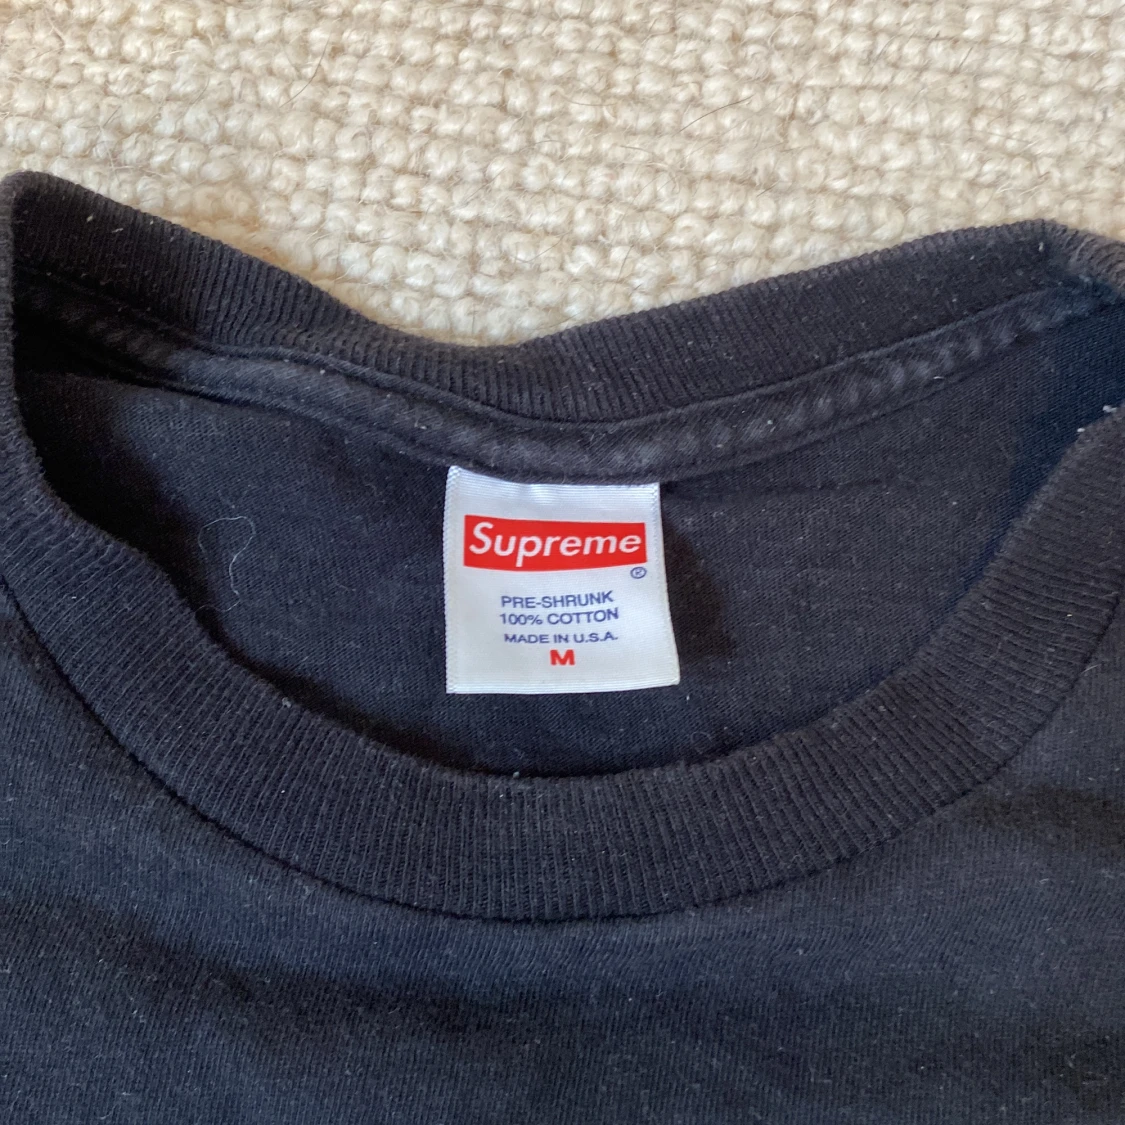 Supreme
®
PRE-SHRUNK
100% COTTON
MADE IN U.S.A.
M